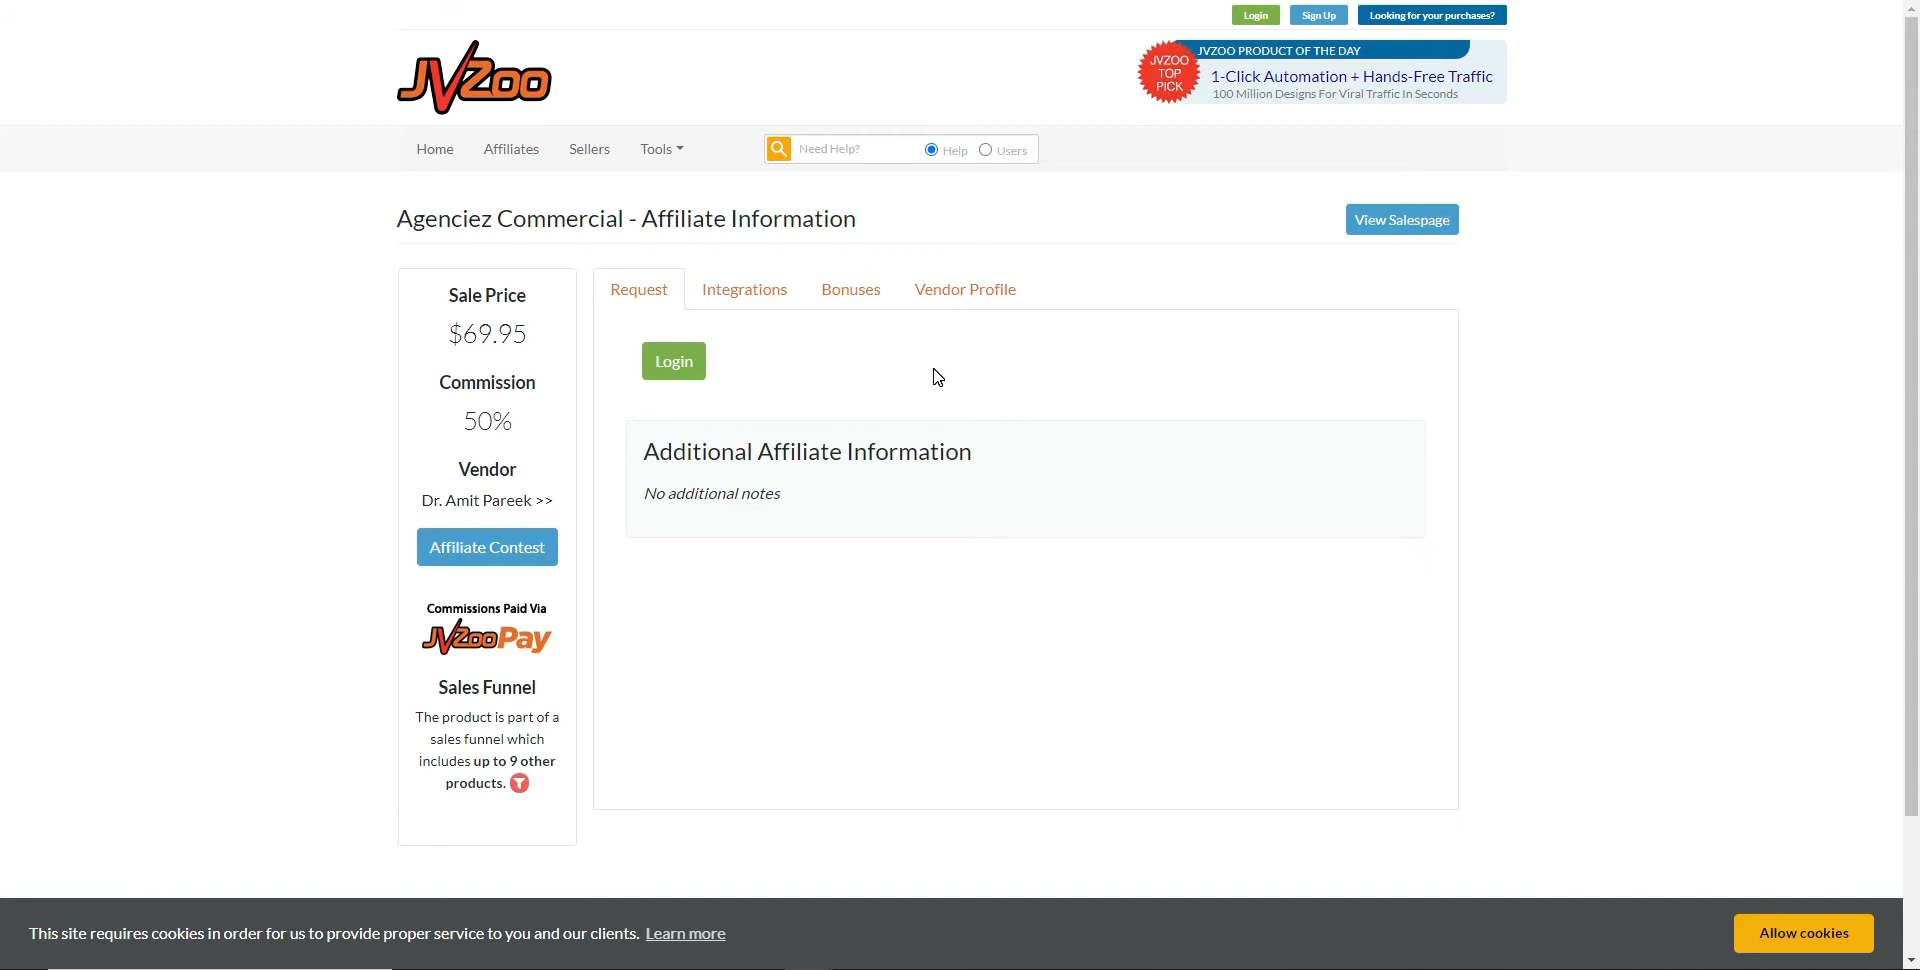 Login
Sign Up
Looking for your purchases?
JVZoo
JVZOO TOP PICK
JVZOO PRODUCT OF THE DAY
1-Click Automation + Hands-Free Traffic
100 Million Designs For Viral Traffic In Seconds
Home
Affiliates
Sellers
Tools
Need Help?
Help
Users
Agenciez Commercial - Affiliate Information
View Salespage
Sale Price
$69.95
Commission
50%
Vendor
Dr. Amit Pareek >>
Affiliate Contest
Commissions Paid Via
JVZooPay
Sales Funnel
The product is part of a
sales funnel which
includes up to 9 other
products.
Request
Integrations
Bonuses
Vendor Profile
Login
Additional Affiliate Information
No additional notes
This site requires cookies in order for us to provide proper service to you and our clients. Learn more
Allow cookies